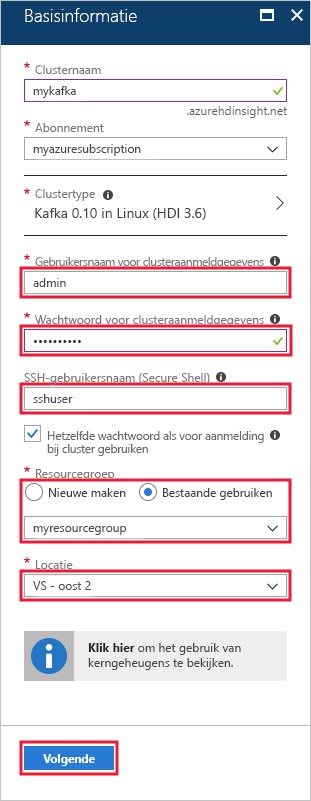 Basisinformatie
* Clusternaam
mykafka
.azurehdinsight.net
* Abonnement
myazuresubscription
* Clustertype
Kafka 0.10 in Linux (HDI 3.6)
* Gebruikersnaam voor clusteraanmeldgegevens
admin
* Wachtwoord voor clusteraanmeldgegevens
••••••••••
SSH-gebruikersnaam (Secure Shell)
sshuser
Hetzelfde wachtwoord als voor aanmelding
bij cluster gebruiken
* Resourcegroep
Nieuwe maken Bestaande gebruiken
myresourcegroup
* Locatie
VS - oost 2
Klik hier om het gebruik van
kerngeheugens te bekijken.
Volgende